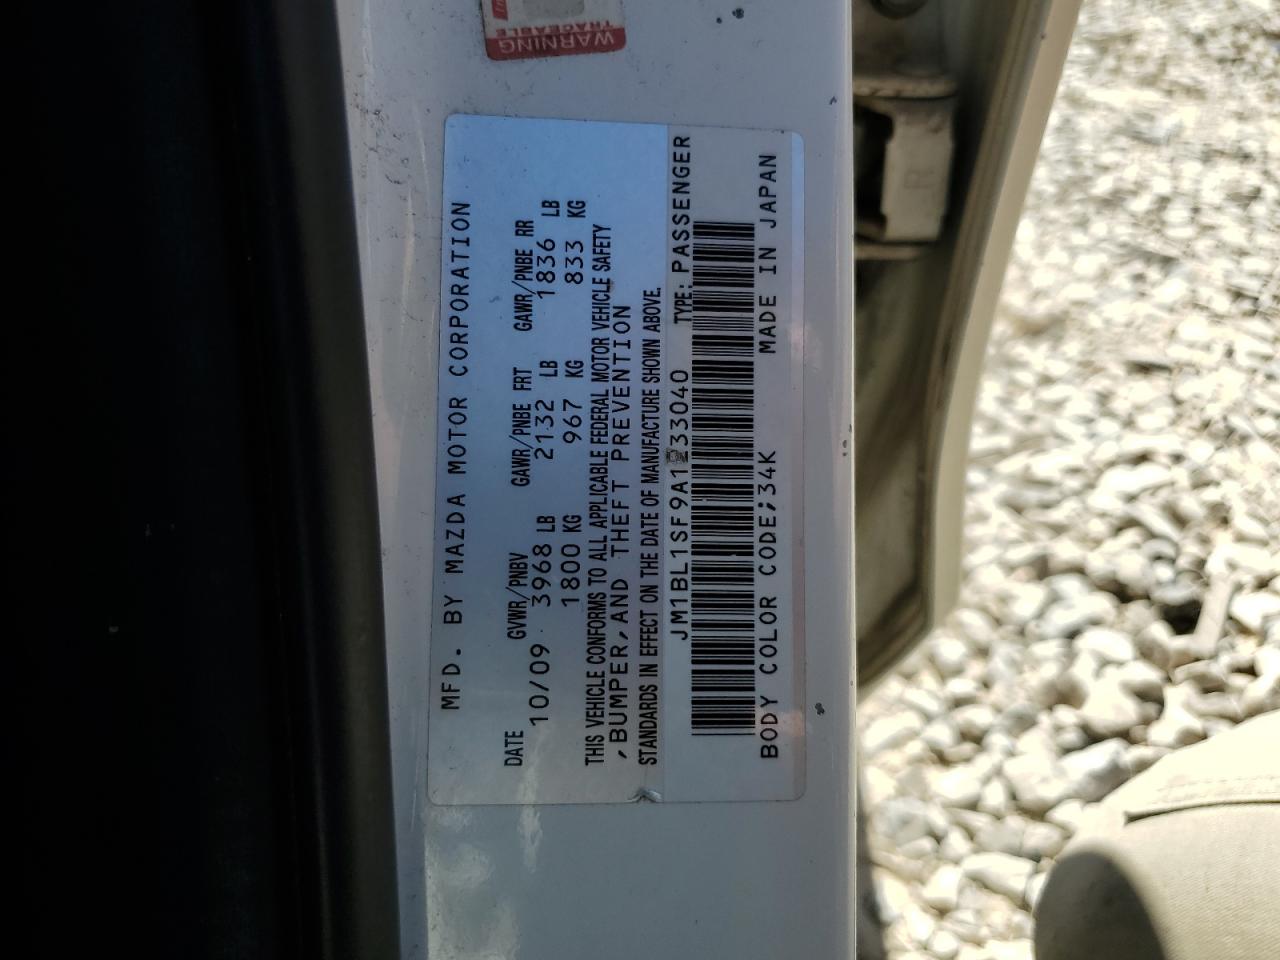 WARNING
TRACEABLE
MFD. BY MAZDA MOTOR CORPORATION
DATE GVWR/PNBV GAWR/PNBE FRT GAWR/PNBE RR
10/09 3968 LB 2132 LB 1836 LB
1800 KG 967 KG 833 KG
THIS VEHICLE CONFORMS TO ALL APPLICABLE FEDERAL MOTOR VEHICLE SAFETY
,BUMPER,AND THEFT PREVENTION
STANDARDS IN EFFECT ON THE DATE OF MANUFACTURE SHOWN ABOVE.
JM1BL1SF9A1233040 TYPE: PASSENGER
BODY COLOR CODE;34K MADE IN JAPAN
R